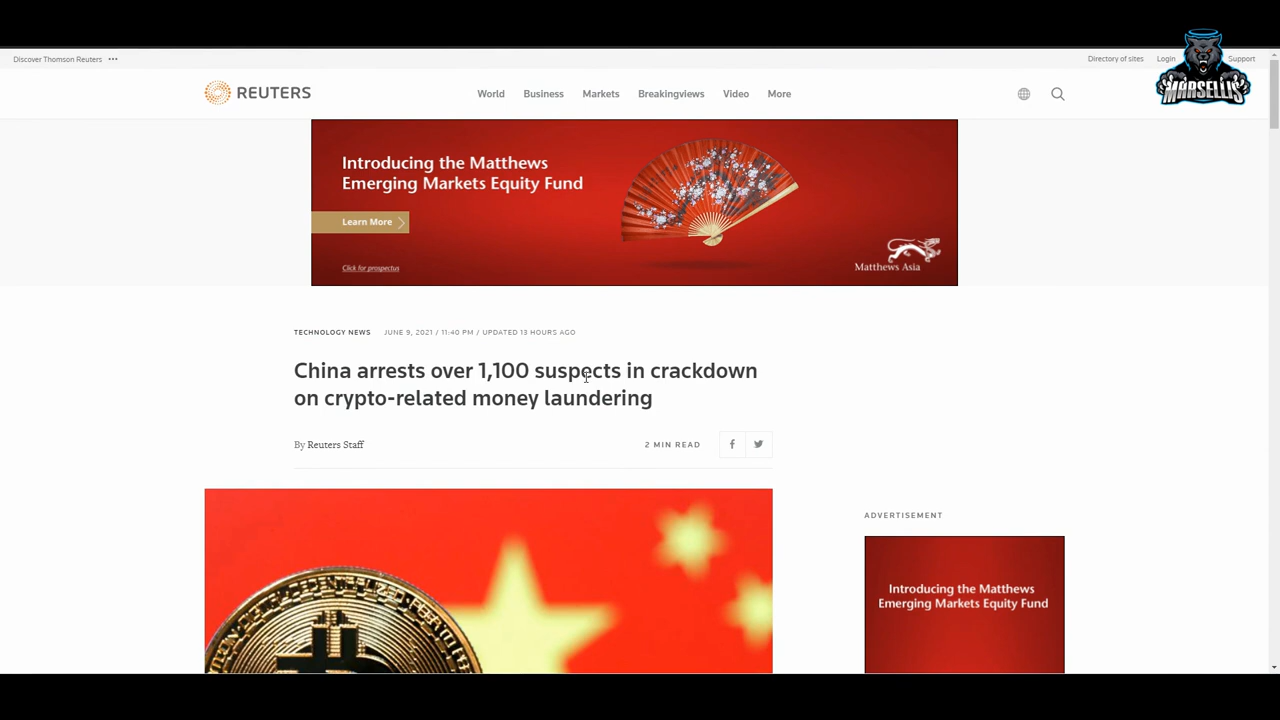 Discover Thomson Reuters •••
Directory of sites Login Support
MARSELLIS
REUTERS
World Business Markets Breakingviews Video More
Introducing the Matthews
Emerging Markets Equity Fund
Learn More
Click for prospectus
Matthews Asia
TECHNOLOGY NEWS JUNE 9, 2021 / 11:40 PM / UPDATED 13 HOURS AGO
China arrests over 1,100 suspects in crackdown
on crypto-related money laundering
By Reuters Staff
2 MIN READ
ADVERTISEMENT
Introducing the Matthews
Emerging Markets Equity Fund